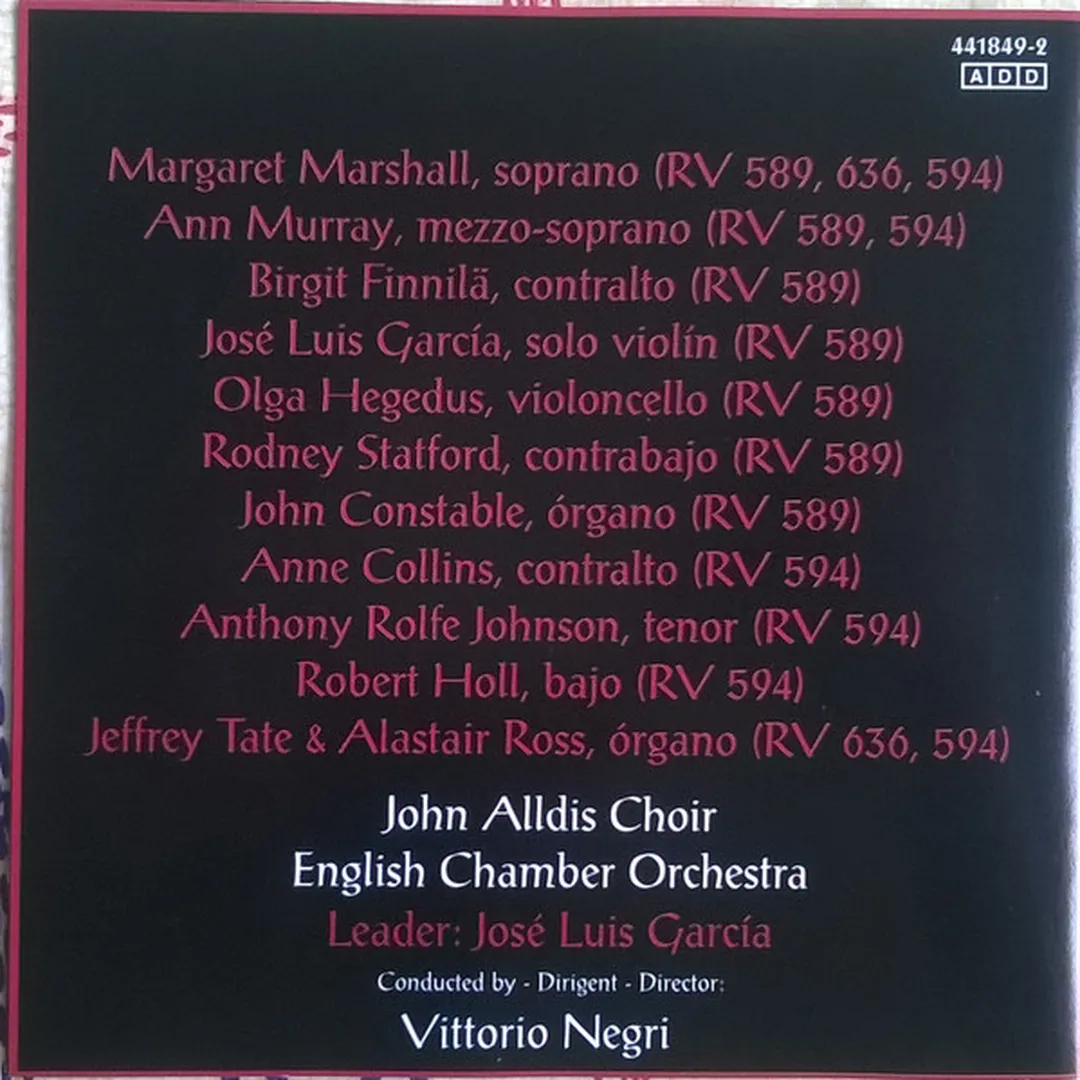 441849-2
ADD
Margaret Marshall, soprano (RV 589, 636, 594)
Ann Murray, mezzo-soprano (RV 589, 594)
Birgit Finnilä, contralto (RV 589)
José Luis García, solo violín (RV 589)
Olga Hegedus, violoncello (RV 589)
Rodney Statford, contrabajo (RV 589)
John Constable, órgano (RV 589)
Anne Collins, contralto (RV 594)
Anthony Rolfe Johnson, tenor (RV 594)
Robert Holl, bajo (RV 594)
Jeffrey Tate & Alastair Ross, órgano (RV 636, 594)
John Alldis Choir
English Chamber Orchestra
Leader: José Luis García
Conducted by - Dirigent - Director:
Vittorio Negri